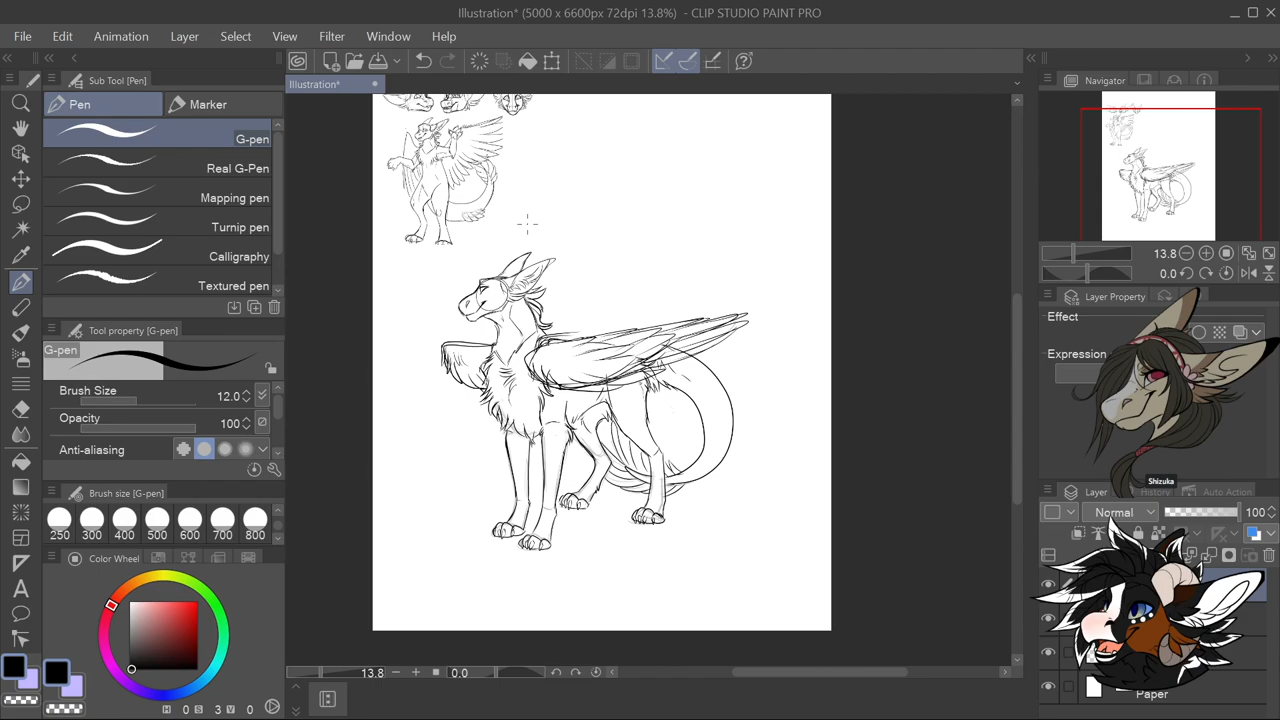 Illustration* (5000 x 6600px 72dpi 13.8%) - CLIP STUDIO PAINT PRO
File Edit Animation Layer Select View Filter Window Help
Sub Tool [Pen]
Pen Marker
G-pen
Real G-Pen
Mapping pen
Turnip pen
Calligraphy
Textured pen
Tool property [G-pen]
G-pen
Brush Size 12.0
Opacity 100
Anti-aliasing
Brush size [G-pen]
250 300 400 500 600 700 800
Color Wheel
H 0 S 3 V 0
Illustration*
13.8 0.0
Navigator
13.8
0.0
Layer Property
Effect
Expression
Shizuka
Layer History Auto Action
Normal 100
Paper